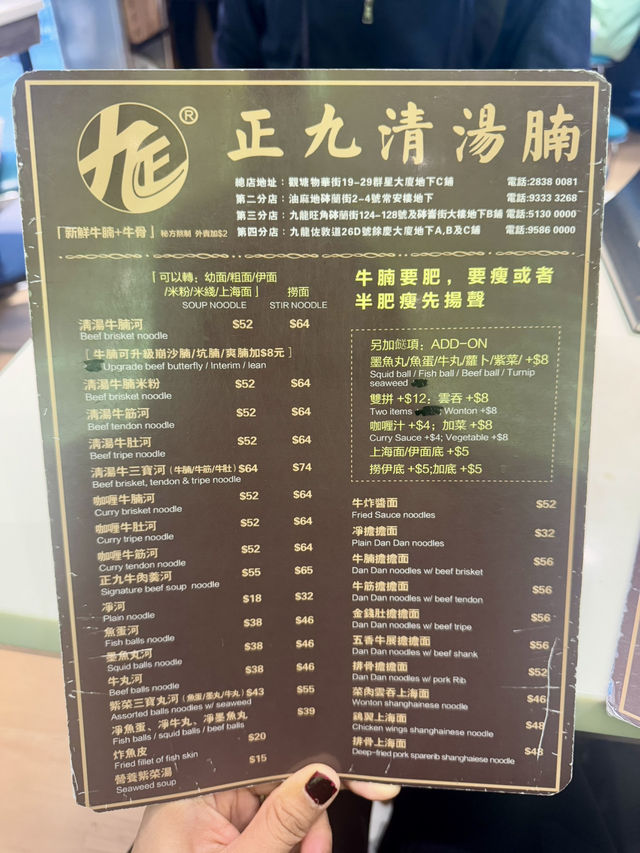 九正®
正九清湯腩
總店地址：觀塘物華街19-29群星大廈地下C舖 電話:2838 0081
第二分店：油麻地砵蘭街2-4號常安樓地下 電話:9333 3268
第三分店：九龍旺角砵蘭街124-128號及砵崙街大樓地下B舖 電話:5130 0000
第四分店：九龍佐敦道26D號餘慶大廈地下A,B及C舖 電話:9586 0000
「新鮮牛腩+牛骨」秘方熬制 外賣加$2
「可以轉：幼面/粗面/伊面
/米粉/米綫/上海面」 撈面
SOUP NOODLE STIR NOODLE
清湯牛腩河 $52 $64
Beef brisket noodle
[ 牛腩可升級崩沙腩/坑腩/爽腩加$8元 ]
Upgrade beef butterfly / Interim / lean
清湯牛腩米粉 $52 $64
Beef brisket noodle
清湯牛筋河 $52 $64
Beef tendon noodle
清湯牛肚河 $52 $64
Beef tripe noodle
清湯牛三寶河（牛腩/牛筋/牛肚） $64 $74
Beef brisket, tendon & tripe noodle
咖喱牛腩河 $52 $64
Curry brisket noodle
咖喱牛肚河 $52 $64
Curry tripe noodle
咖喱牛筋河 $52 $64
Curry tendon noodle
正九牛肉羹河 $55 $65
Signature beef soup noodle
淨河 $18 $32
Plain noodle
魚蛋河 $38 $46
Fish balls noodle
墨魚丸河 $38 $46
Squid balls noodle
牛丸河 $38 $46
Beef balls noodle
紫菜三寶丸河（魚蛋/墨丸/牛丸） $43 $55
Assorted balls noodles w/ seaweed
淨魚蛋、淨牛丸、淨墨魚丸 $39
Fish balls / squid balls / beef balls
炸魚皮 $20
Fried fillet of fish skin
營養紫菜湯 $15
Seaweed soup
牛腩要肥，要瘦或者
半肥瘦先揚聲
另加餸項：ADD-ON
墨魚丸/魚蛋/牛丸/蘿卜/紫菜/ +$8
Squid ball / Fish ball / Beef ball / Turnip
seaweed
雙拼 +$12；雲吞 +$8
Two items Wonton +$8
咖喱汁 +$4；加菜 +$8
Curry Sauce +$4; Vegetable +$8
上海面/伊面底 +$5
撈伊底 +$5;加底 +$5
牛炸醬面 $52
Fried Sauce noodles
淨擔擔面 $32
Plain Dan Dan noodles
牛腩擔擔面 $56
Dan Dan noodles w/ beef brisket
牛筋擔擔面 $56
Dan Dan noodles w/ beef tendon
金錢肚擔擔面 $56
Dan Dan noodles w/ beef tripe
五香牛展擔擔面 $56
Dan Dan noodles w/ beef shank
排骨擔擔面 $52
Dan Dan noodles w/ pork Rib
菜肉雲吞上海面 $46
Wonton shanghainese noodle
鷄翼上海面 $48
Chicken wings shanghainese noodle
排骨上海面 $48
Deep-fried pork sparerib shanghaiese noodle